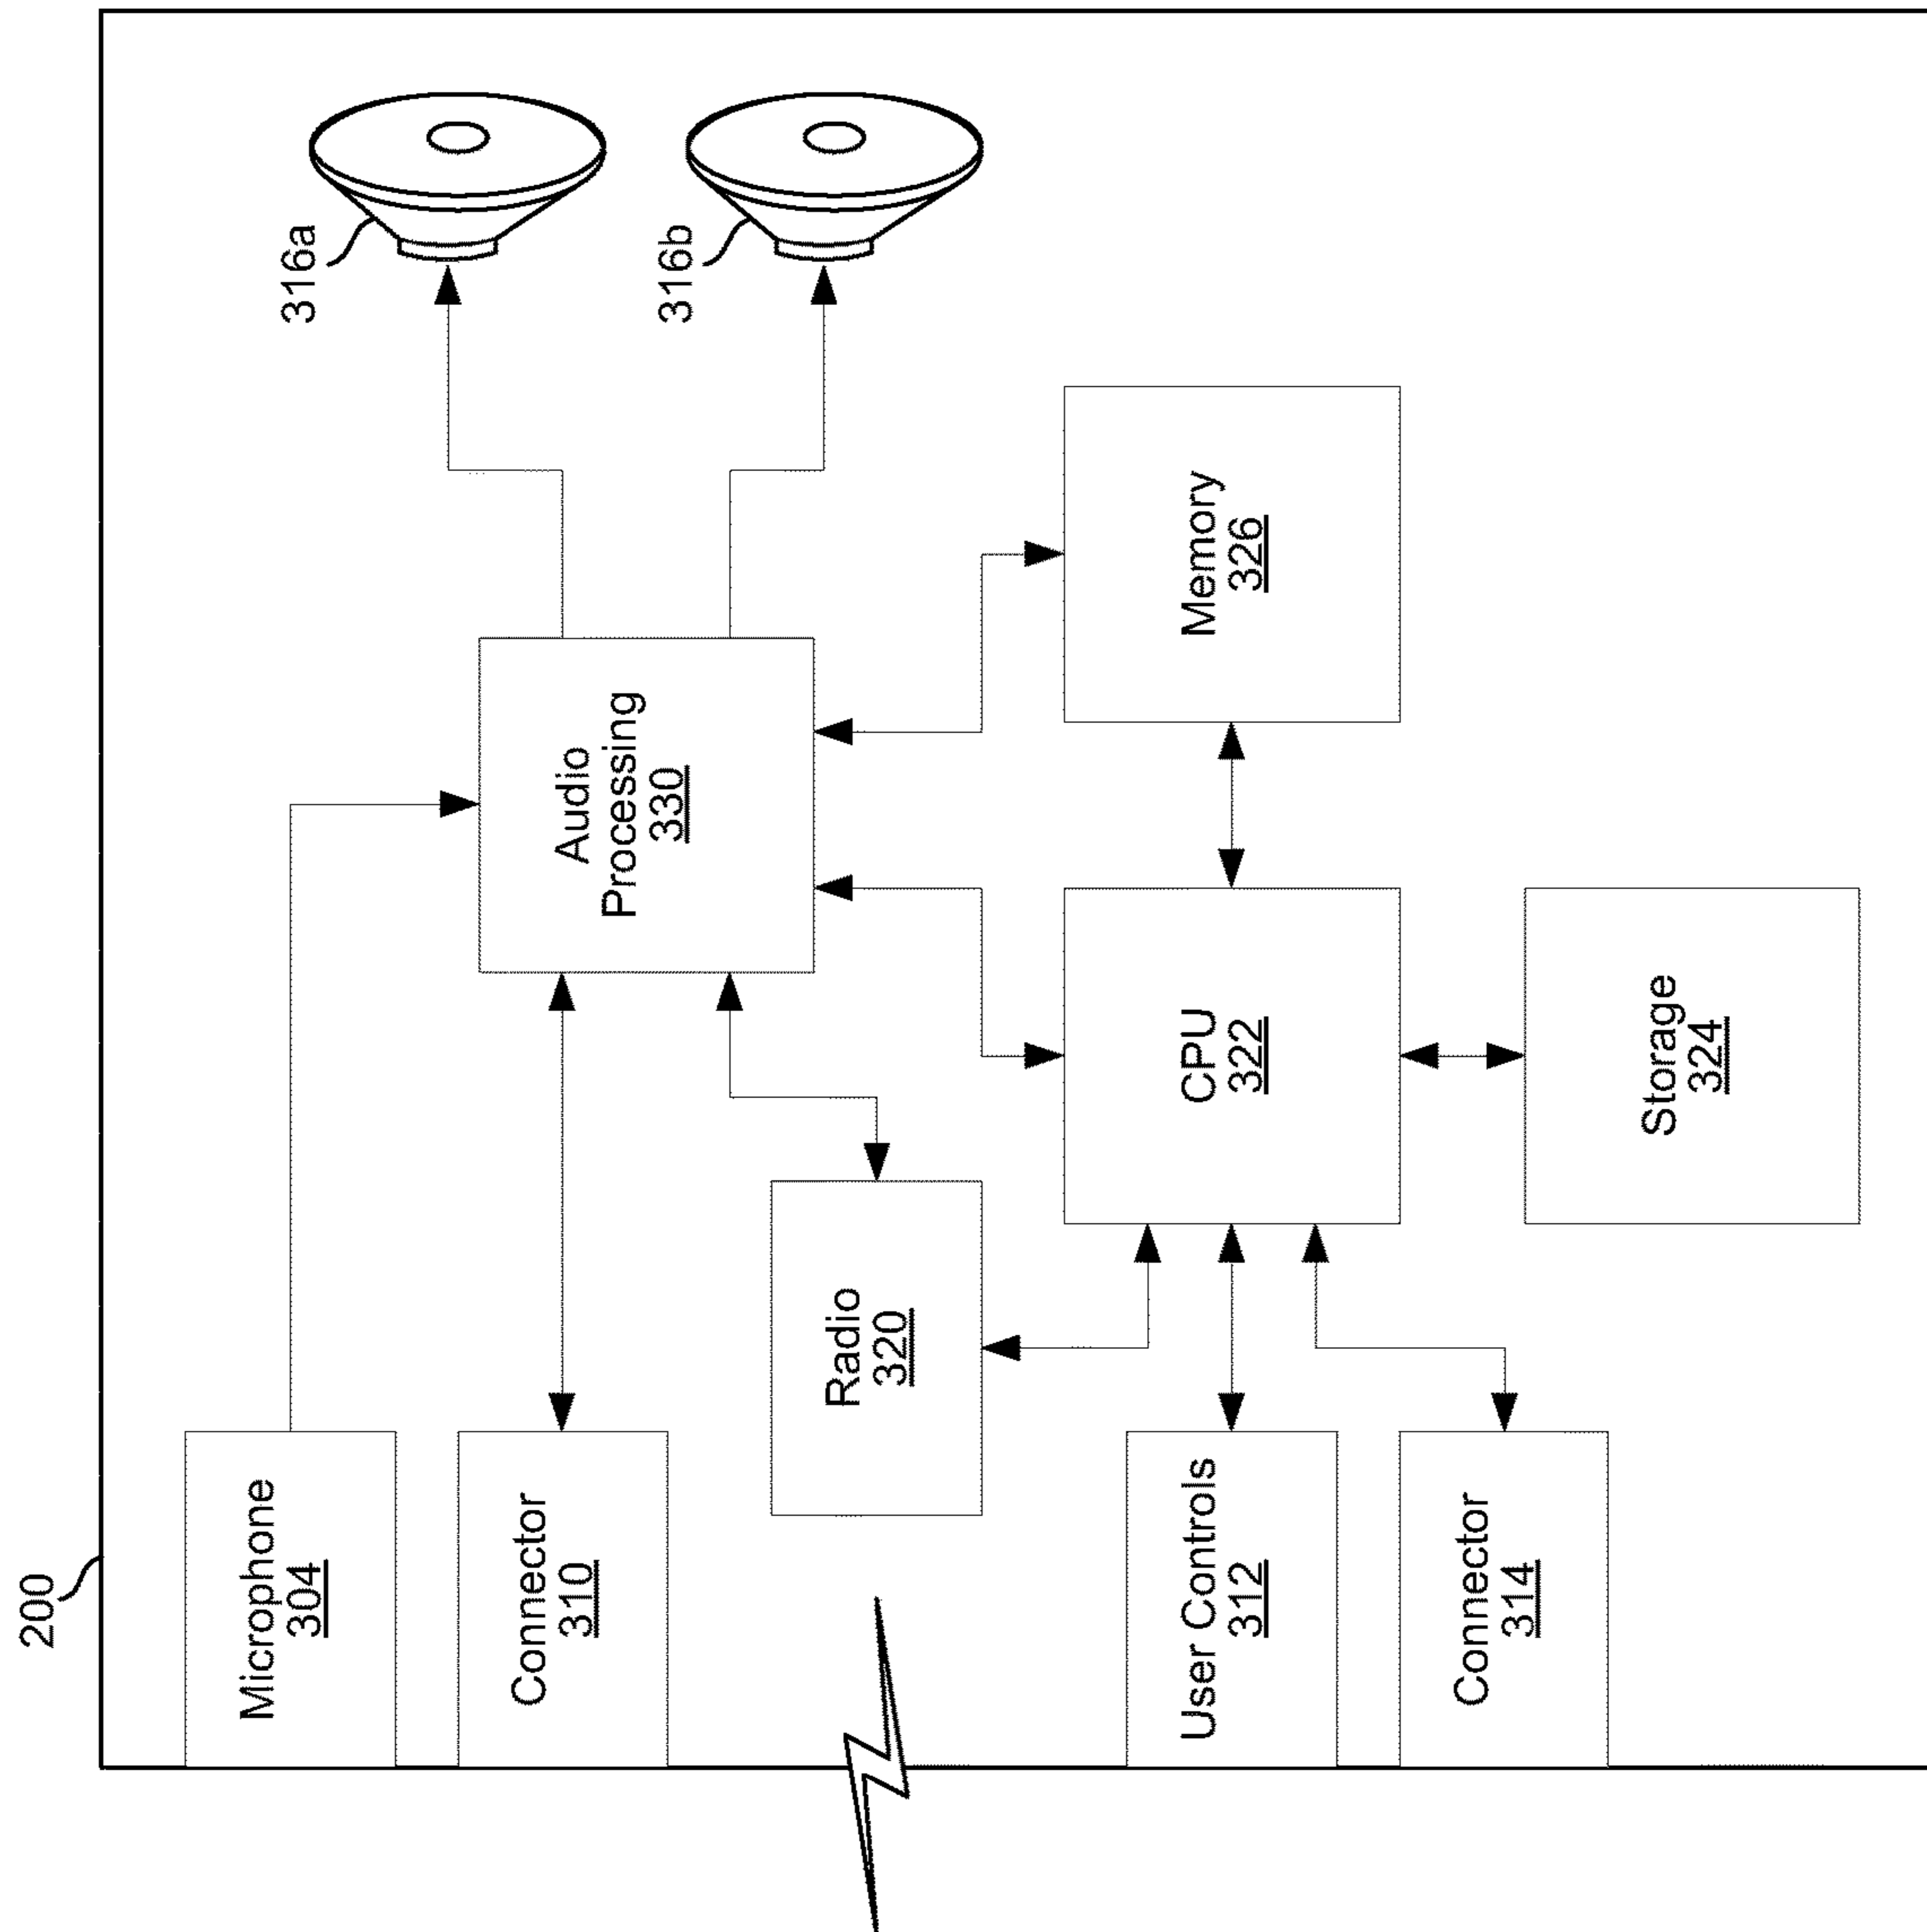 200
Microphone
304
Connector
310
Radio
320
User Controls
312
Connector
314
Audio
Processing
330
CPU
322
Storage
324
Memory
326
316a
316b